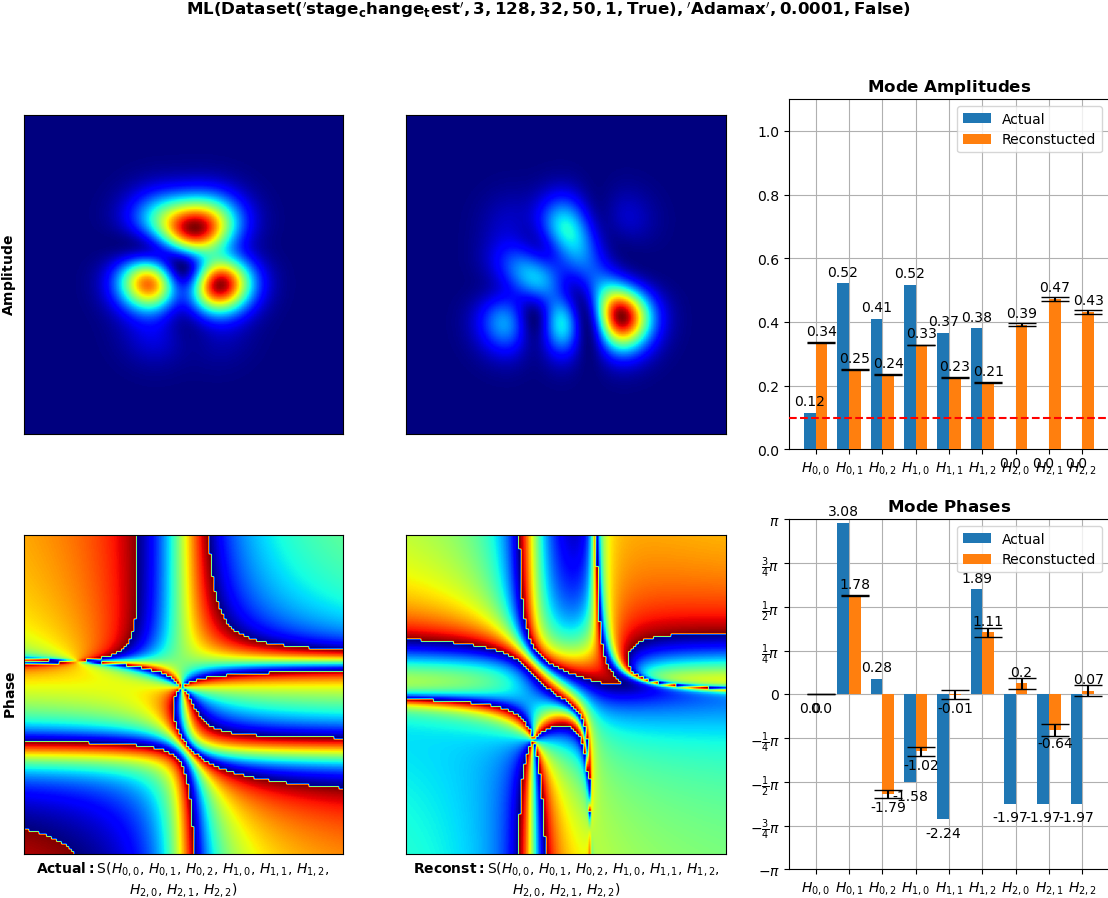 ML(Dataset('stage_change_test', 3, 128, 32, 50, 1, True), 'Adamax', 0.0001, False)
Amplitude
Mode Amplitudes
Actual
Reconstucted
1.0
0.8
0.6
0.4
0.2
0.0
0.12 0.52 0.41 0.52 0.37 0.38 0.0 0.0 0.0
0.34 0.25 0.24 0.33 0.23 0.21 0.39 0.47 0.43
H0,0 H0,1 H0,2 H1,0 H1,1 H1,2 H2,0 H2,1 H2,2
Phase
Actual: S(H0,0, H0,1, H0,2, H1,0, H1,1, H1,2,
H2,0, H2,1, H2,2)
Reconst: S(H0,0, H0,1, H0,2, H1,0, H1,1, H1,2,
H2,0, H2,1, H2,2)
Mode Phases
Actual
Reconstucted
π
3/4π
1/2π
1/4π
0
−1/4π
−1/2π
−3/4π
−π
0.0 3.08 0.28 -1.58 -2.24 1.89 -1.97 -1.97 -1.97
0.0 1.78 -1.79 -1.02 -0.01 1.11 0.2 -0.64 0.07
H0,0 H0,1 H0,2 H1,0 H1,1 H1,2 H2,0 H2,1 H2,2